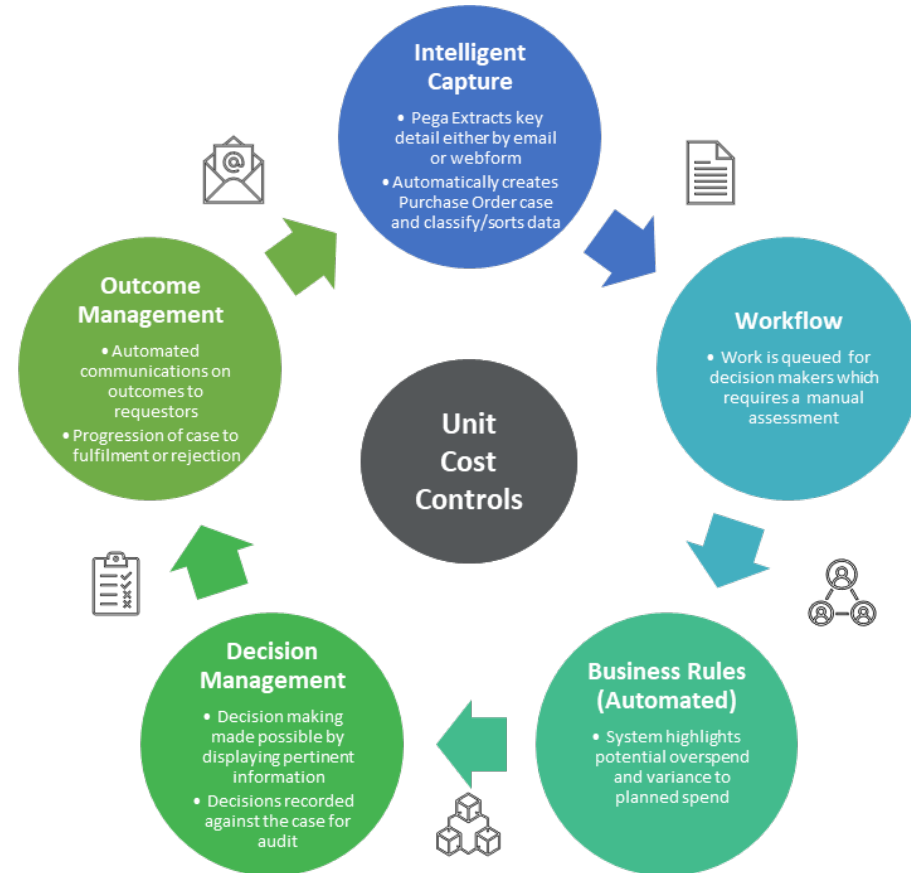 Intelligent
Capture
• Pega Extracts key
detail either by email
or webform
• Automatically creates
Purchase Order case
and classify/sorts data
Workflow
• Work is queued for
decision makers which
requires a manual
assessment
Business Rules
(Automated)
• System highlights
potential overspend
and variance to
planned spend
Decision
Management
• Decision making
made possible by
displaying pertinent
information
• Decisions recorded
against the case for
audit
Outcome
Management
• Automated
communications on
outcomes to
requestors
• Progression of case to
fulfilment or rejection
Unit
Cost
Controls
@